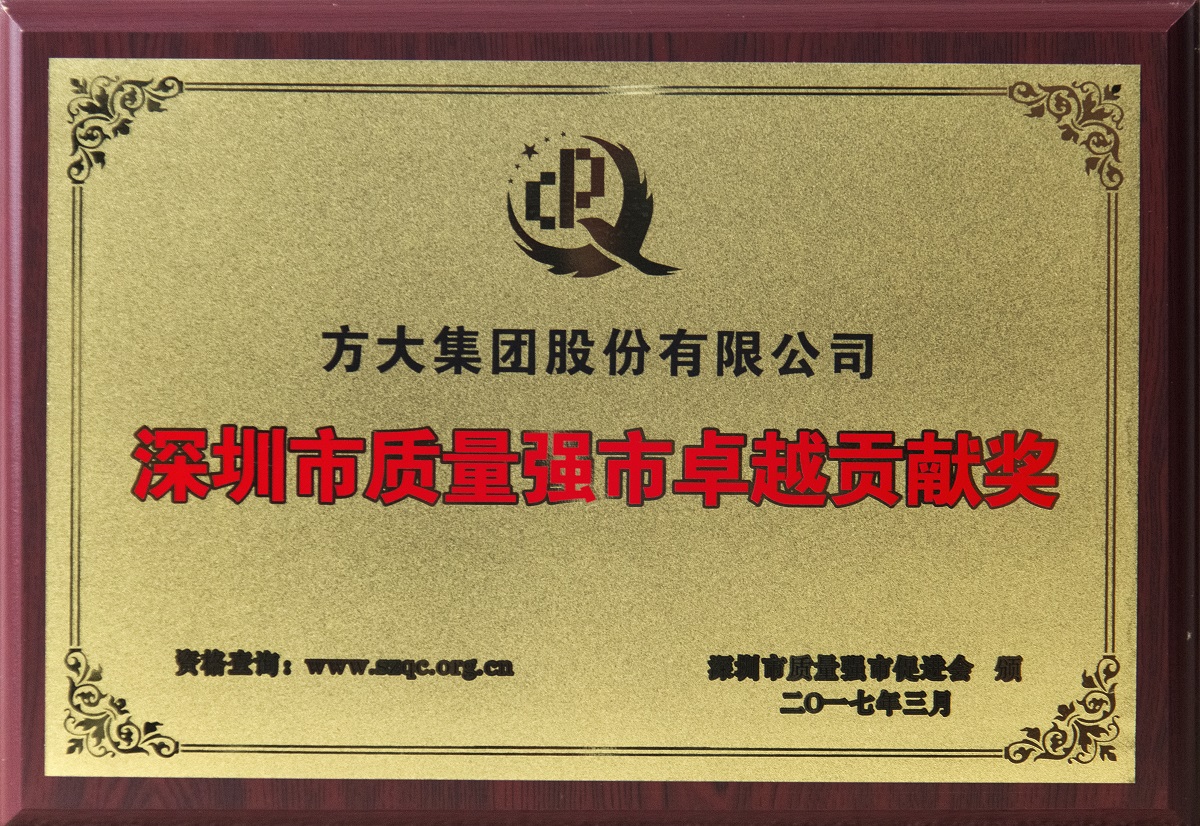 方大集团股份有限公司
深圳市质量强市卓越贡献奖
资格查询：www.szqc.org.cn
深圳市质量强市促进会 颁
二〇一七年三月